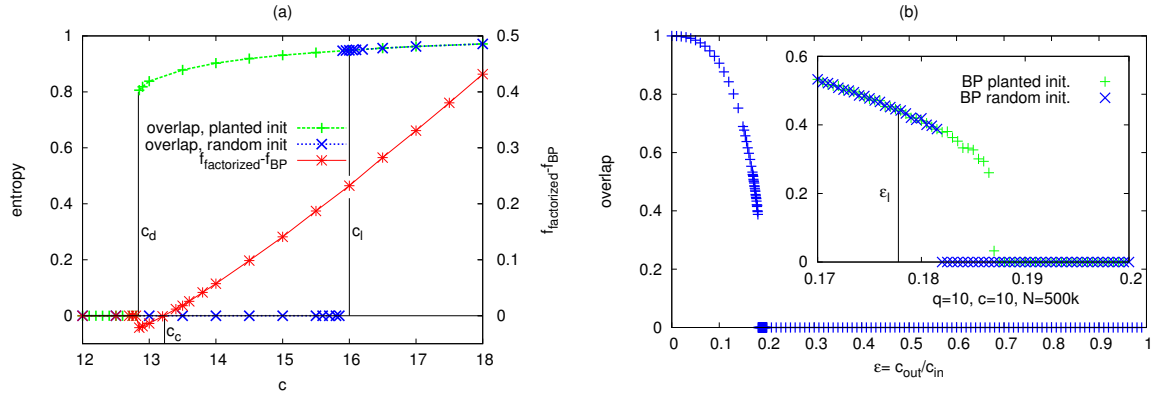 (a)
entropy
1
0.8
0.6
0.4
0.2
0
12
13
14
15
16
17
18
c
0.5
0.4
0.3
0.2
0.1
0
f_factorized-f_BP
overlap, planted init
overlap, random init
f_factorized-f_BP
c_d
c_c
c_l
(b)
overlap
1
0.8
0.6
0.4
0.2
0
0
0.1
0.2
0.3
0.4
0.5
0.6
0.7
0.8
0.9
1
ε= c_out/c_in
0.6
0.4
0.2
0
0.17
0.18
0.19
0.2
BP planted init.
BP random init.
ε_l
q=10, c=10, N=500k